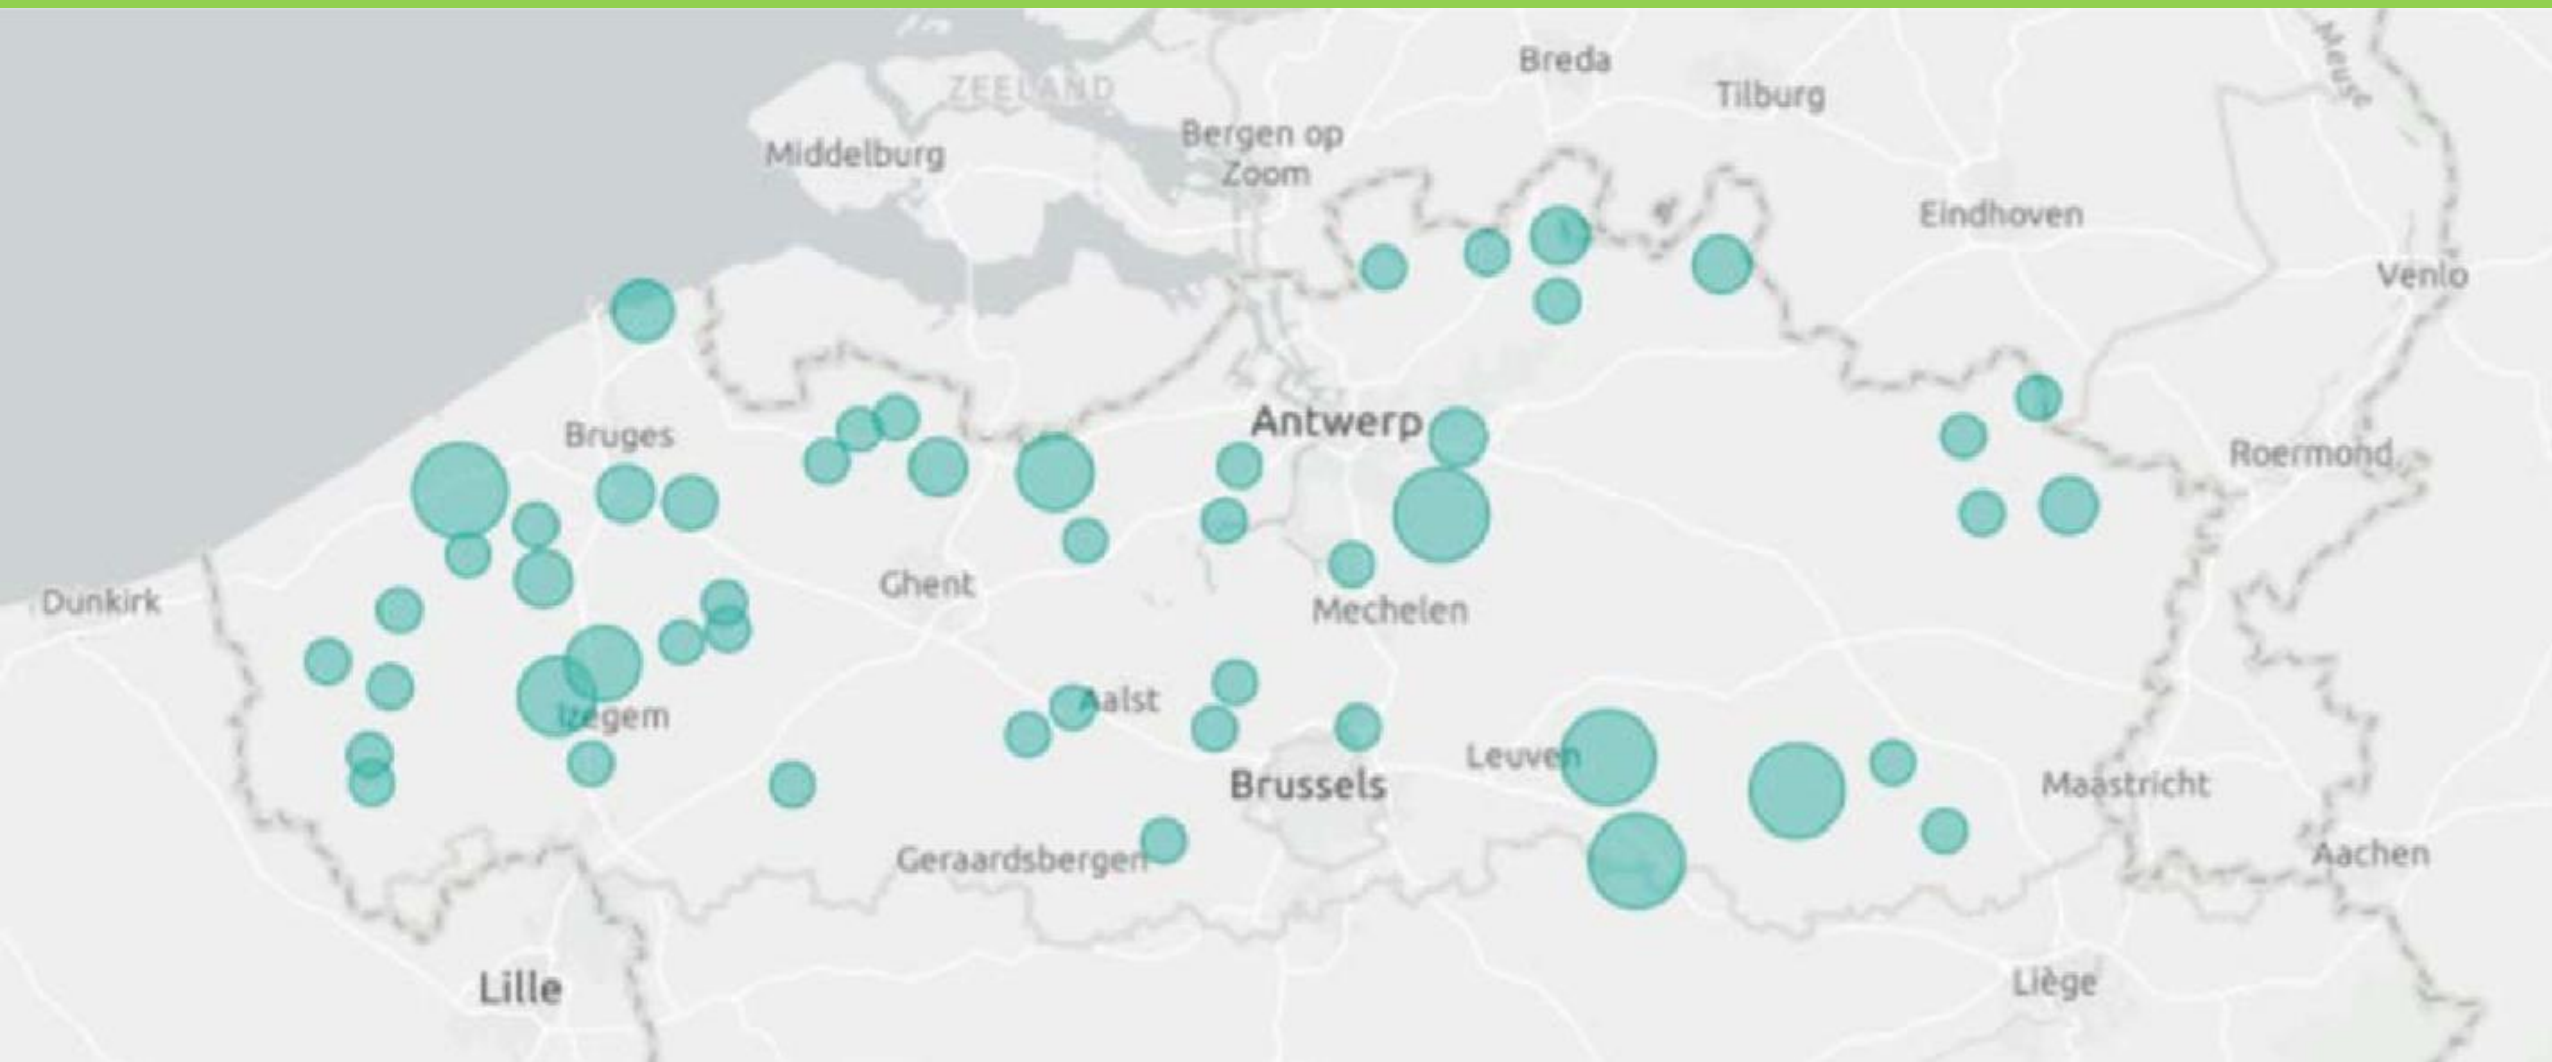 Breda
Meuse
ZEELAND
Tilburg
Bergen op
Zoom
Middelburg
Eindhoven
Venlo
Antwerp
Bruges
Roermond
Ghent
Dunkirk
Mechelen
Aalst
Izegem
Leuven
Brussels
Maastricht
Geraardsbergen
Aachen
Lille
Liège